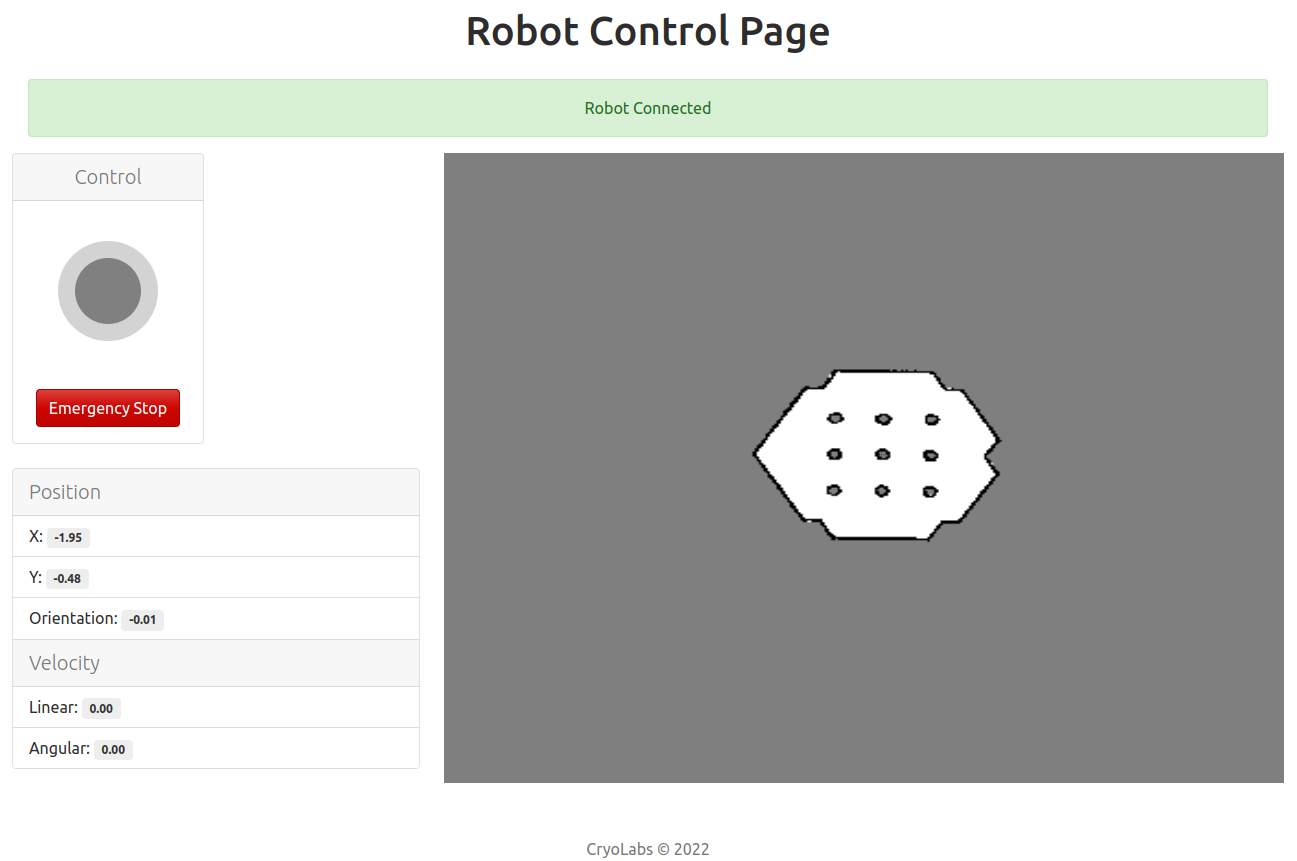 Robot Control Page
Robot Connected
Control
Emergency Stop
Position
X: -1.95
Y: -0.48
Orientation: -0.01
Velocity
Linear: 0.00
Angular: 0.00
CryoLabs © 2022